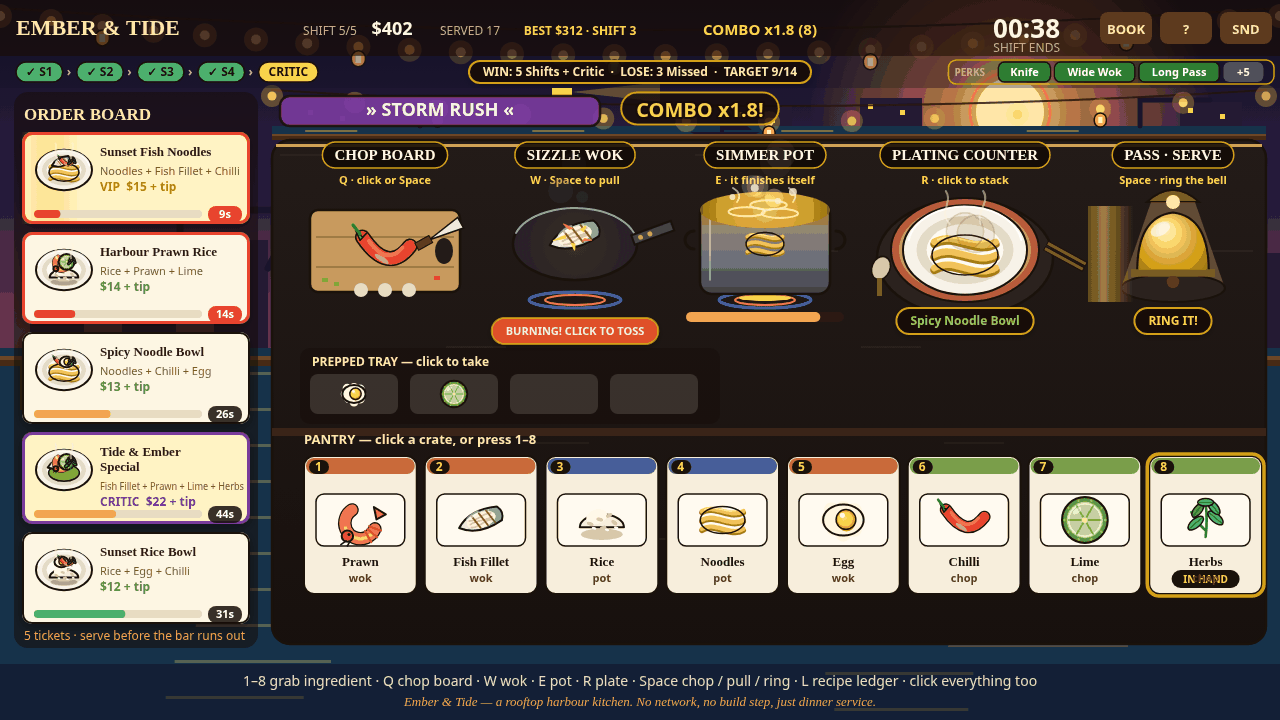 EMBER & TIDE
SHIFT 5/5 $402 SERVED 17 BEST $312 · SHIFT 3 COMBO x1.8 (8)
00:38
SHIFT ENDS
BOOK ? SND
✓ S1 › ✓ S2 › ✓ S3 › ✓ S4 › CRITIC
WIN: 5 Shifts + Critic · LOSE: 3 Missed · TARGET 9/14
PERKS Knife Wide Wok Long Pass +5
» STORM RUSH «
COMBO x1.8!
ORDER BOARD
Sunset Fish Noodles
Noodles + Fish Fillet + Chilli
VIP $15 + tip
9s
Harbour Prawn Rice
Rice + Prawn + Lime
$14 + tip
14s
Spicy Noodle Bowl
Noodles + Chilli + Egg
$13 + tip
26s
Tide & Ember
Special
Fish Fillet + Prawn + Lime + Herbs
CRITIC $22 + tip
44s
Sunset Rice Bowl
Rice + Egg + Chilli
$12 + tip
31s
5 tickets · serve before the bar runs out
CHOP BOARD
Q · click or Space
SIZZLE WOK
W · Space to pull
BURNING! CLICK TO TOSS
SIMMER POT
E · it finishes itself
PLATING COUNTER
R · click to stack
Spicy Noodle Bowl
PASS · SERVE
Space · ring the bell
RING IT!
PREPPED TRAY — click to take
PANTRY — click a crate, or press 1–8
1
Prawn
wok
2
Fish Fillet
wok
3
Rice
pot
4
Noodles
pot
5
Egg
wok
6
Chilli
chop
7
Lime
chop
8
Herbs
IN HAND
1–8 grab ingredient · Q chop board · W wok · E pot · R plate · Space chop / pull / ring · L recipe ledger · click everything too
Ember & Tide — a rooftop harbour kitchen. No network, no build step, just dinner service.